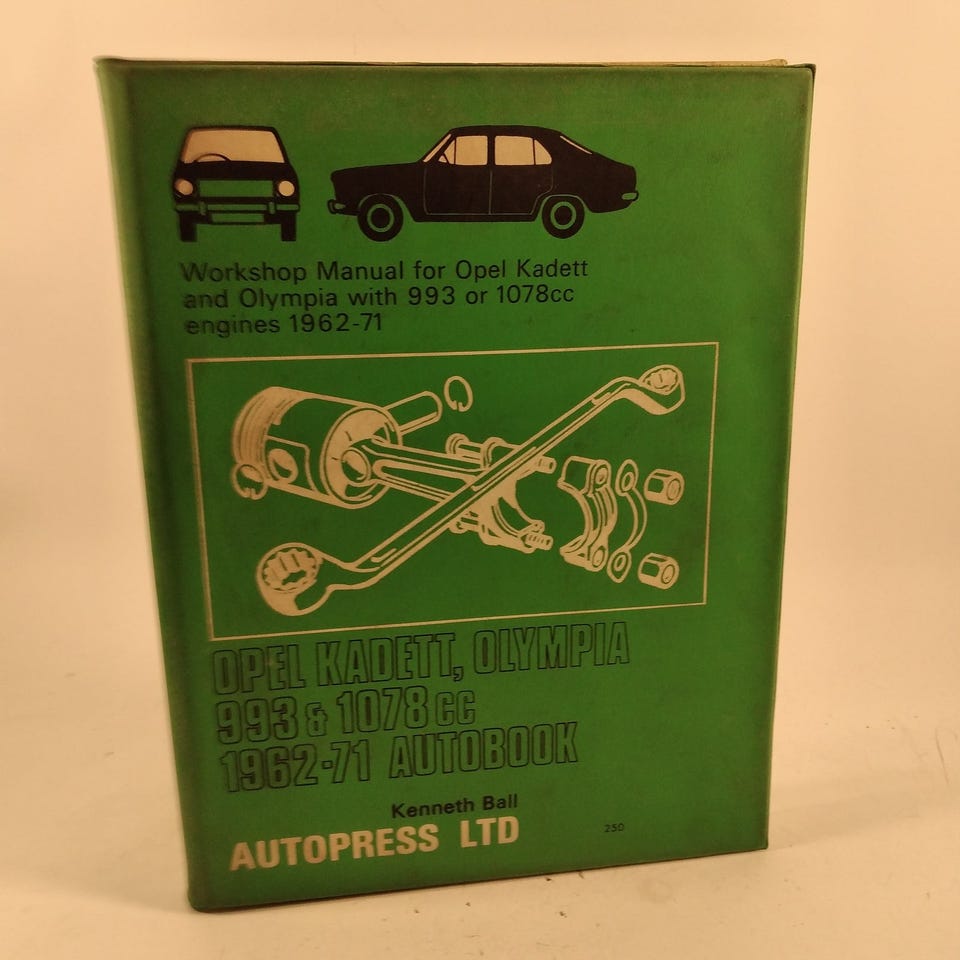 Workshop Manual for Opel Kadett
and Olympia with 993 or 1078cc
engines 1962-71
OPEL KADETT, OLYMPIA
993 & 1078 CC
1962-71 AUTOBOOK
Kenneth Ball
AUTOPRESS LTD
250